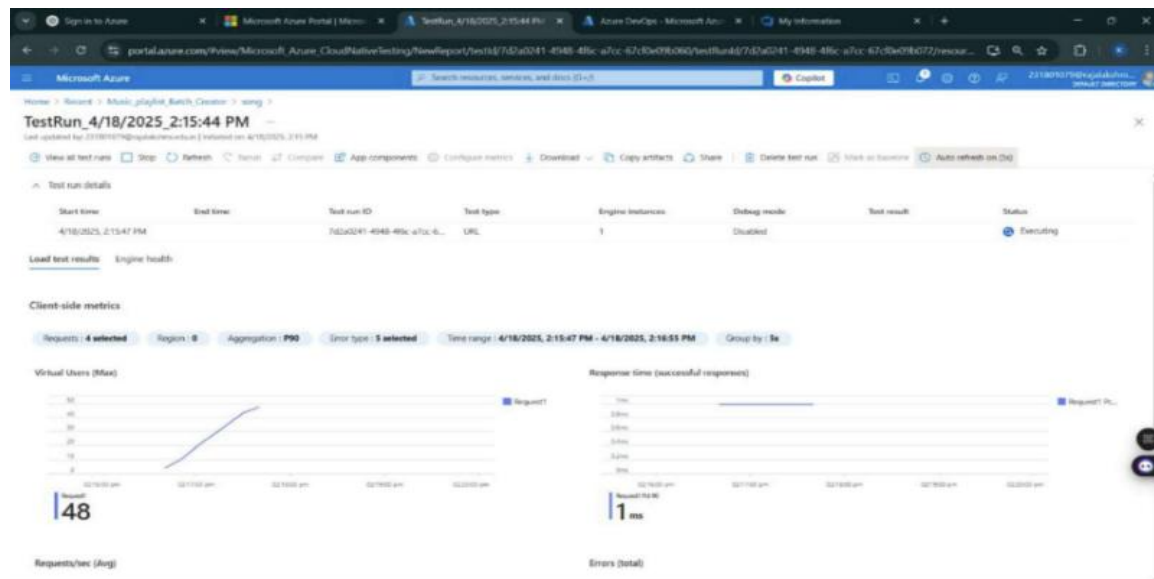 Sign in to Azure
Microsoft Azure Portal | Micros
TestRun_4/18/2025_2:15:44 PM
Azure DevOps - Microsoft Azu
My information
Microsoft Azure
Search resources, services, and docs (G+/)
Copilot
Home > Recent > Music_playlist_Batch_Creator > song >
TestRun_4/18/2025_2:15:44 PM
View all test runs Stop Refresh Rerun Compare App components Configure metrics Download Copy artifacts Share Delete test run Mark as baseline Auto refresh on (5s)
Test run details
Start time End time Test run ID Test type Engine instances Debug mode Test result Status
4/18/2025, 2:15:47 PM URL 1 Disabled Executing
Load test results Engine health
Client-side metrics
Requests : 4 selected Region : 0 Aggregation : P90 Error type : 5 selected Time range : 4/18/2025, 2:15:47 PM - 4/18/2025, 2:16:55 PM Group by : 5s
Virtual Users (Max) Response time (successful responses)
Request1
48
1 ms
Requests/sec (Avg) Errors (total)